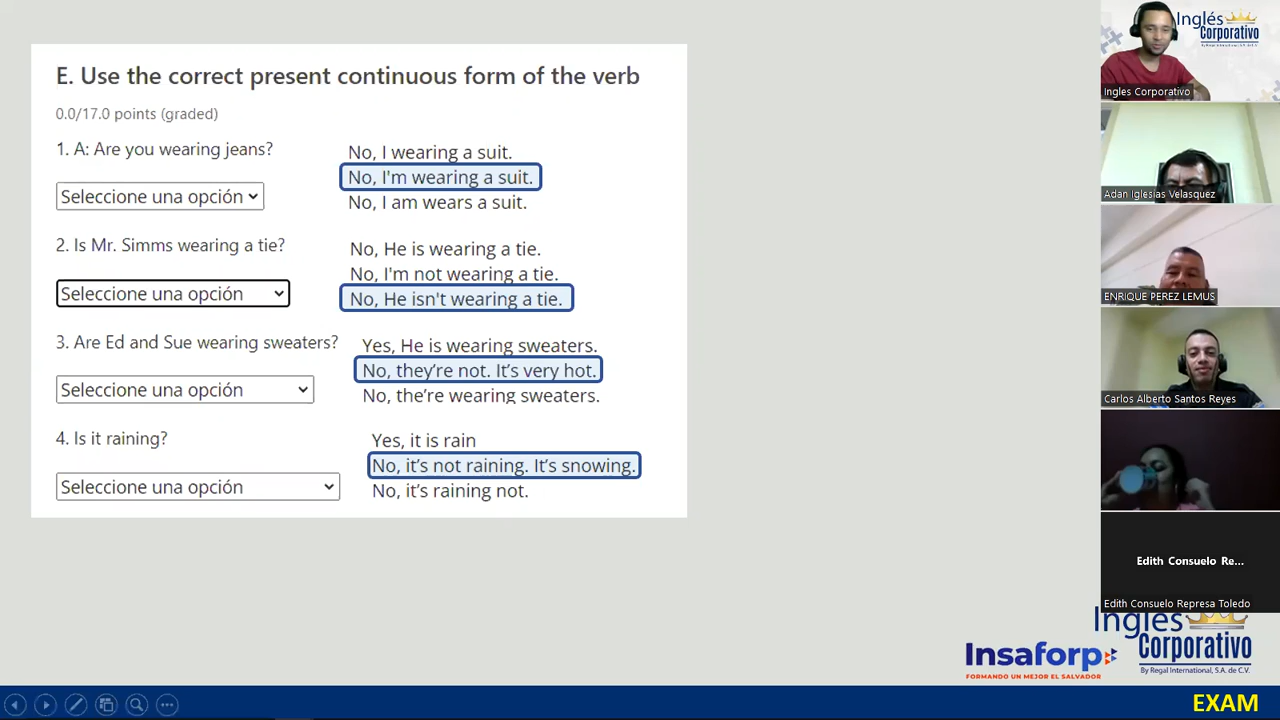 E. Use the correct present continuous form of the verb
0.0/17.0 points (graded)
1. A: Are you wearing jeans?
Seleccione una opción
No, I wearing a suit.
No, I'm wearing a suit.
No, I am wears a suit.
2. Is Mr. Simms wearing a tie?
Seleccione una opción
No, He is wearing a tie.
No, I'm not wearing a tie.
No, He isn't wearing a tie.
3. Are Ed and Sue wearing sweaters?
Seleccione una opción
Yes, He is wearing sweaters.
No, they're not. It's very hot.
No, the're wearing sweaters.
4. Is it raining?
Seleccione una opción
Yes, it is rain
No, it's not raining. It's snowing.
No, it's raining not.
Inglés
Corporativo
By Regal International, S.A. de C.V.
Ingles Corporativo
Adan Iglesias Velasquez
ENRIQUE PEREZ LEMUS
Carlos Alberto Santos Reyes
Edith Consuelo Re...
Edith Consuelo Represa Toledo
Insaforp
FORMANDO UN MEJOR EL SALVADOR
Inglés
Corporativo
By Regal International, S.A. de C.V.
EXAM